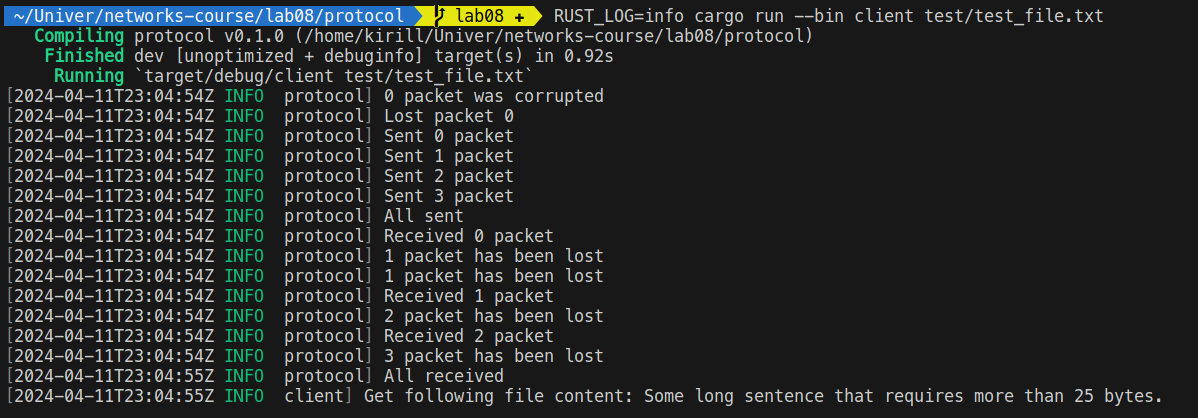 ~/Univer/networks-course/lab08/protocol lab08 + RUST_LOG=info cargo run --bin client test/test_file.txt
Compiling protocol v0.1.0 (/home/kirill/Univer/networks-course/lab08/protocol)
Finished dev [unoptimized + debuginfo] target(s) in 0.92s
Running `target/debug/client test/test_file.txt`
[2024-04-11T23:04:54Z INFO  protocol] 0 packet was corrupted
[2024-04-11T23:04:54Z INFO  protocol] Lost packet 0
[2024-04-11T23:04:54Z INFO  protocol] Sent 0 packet
[2024-04-11T23:04:54Z INFO  protocol] Sent 1 packet
[2024-04-11T23:04:54Z INFO  protocol] Sent 2 packet
[2024-04-11T23:04:54Z INFO  protocol] Sent 3 packet
[2024-04-11T23:04:54Z INFO  protocol] All sent
[2024-04-11T23:04:54Z INFO  protocol] Received 0 packet
[2024-04-11T23:04:54Z INFO  protocol] 1 packet has been lost
[2024-04-11T23:04:54Z INFO  protocol] 1 packet has been lost
[2024-04-11T23:04:54Z INFO  protocol] Received 1 packet
[2024-04-11T23:04:54Z INFO  protocol] 2 packet has been lost
[2024-04-11T23:04:54Z INFO  protocol] Received 2 packet
[2024-04-11T23:04:54Z INFO  protocol] 3 packet has been lost
[2024-04-11T23:04:55Z INFO  protocol] All received
[2024-04-11T23:04:55Z INFO  client] Get following file content: Some long sentence that requires more than 25 bytes.